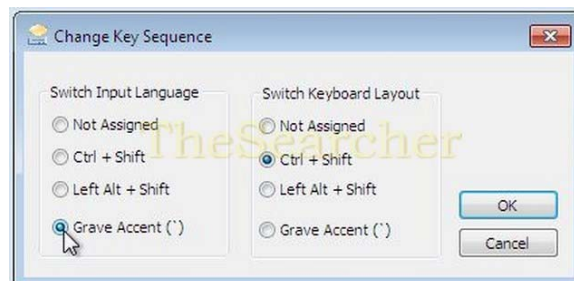 Change Key Sequence
Switch Input Language
Not Assigned
Ctrl + Shift
Left Alt + Shift
Grave Accent (`)
Switch Keyboard Layout
Not Assigned
Ctrl + Shift
Left Alt + Shift
Grave Accent (`)
OK
Cancel
TheSearcher